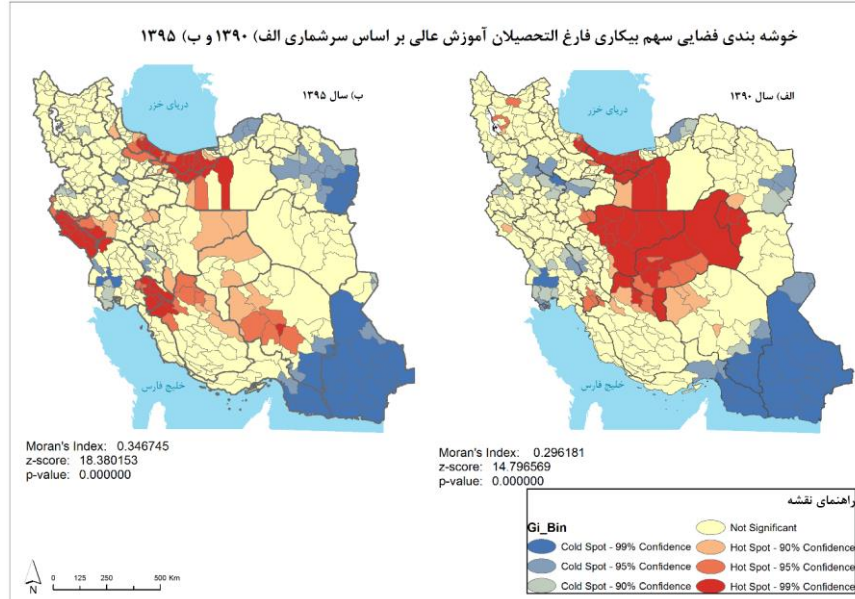 خوشه بندی فضایی سهم بیکاری فارغ التحصیلان آموزش عالی بر اساس سرشماری الف) ۱۳۹۰ و ب) ۱۳۹۵
الف) سال ۱۳۹۰
دریای خزر
خلیج فارس
Moran's Index: 0.296181
z-score: 14.796569
p-value: 0.000000
ب) سال ۱۳۹۵
دریای خزر
خلیج فارس
Moran's Index: 0.346745
z-score: 18.380153
p-value: 0.000000
راهنمای نقشه
Gi_Bin
Not Significant
Cold Spot - 99% Confidence
Hot Spot - 90% Confidence
Cold Spot - 95% Confidence
Hot Spot - 95% Confidence
Cold Spot - 90% Confidence
Hot Spot - 99% Confidence
N
0 125 250 500 Km